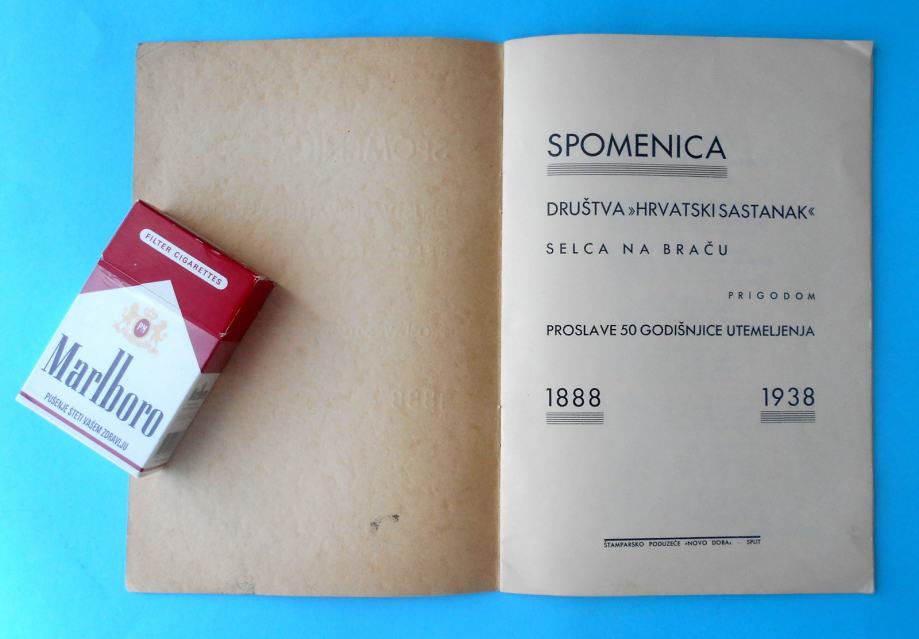 FILTER CIGARETTES
PM
Marlboro
PUŠENJE ŠTETI VAŠEM ZDRAVLJU
SPOMENICA
DRUŠTVA »HRVATSKI SASTANAK«
SELCA NA BRAČU
PRIGODOM
PROSLAVE 50 GODIŠNJICE UTEMELJENJA
1888 1938
ŠTAMPARSKO PODUZEĆE »NOVO DOBA« - SPLIT